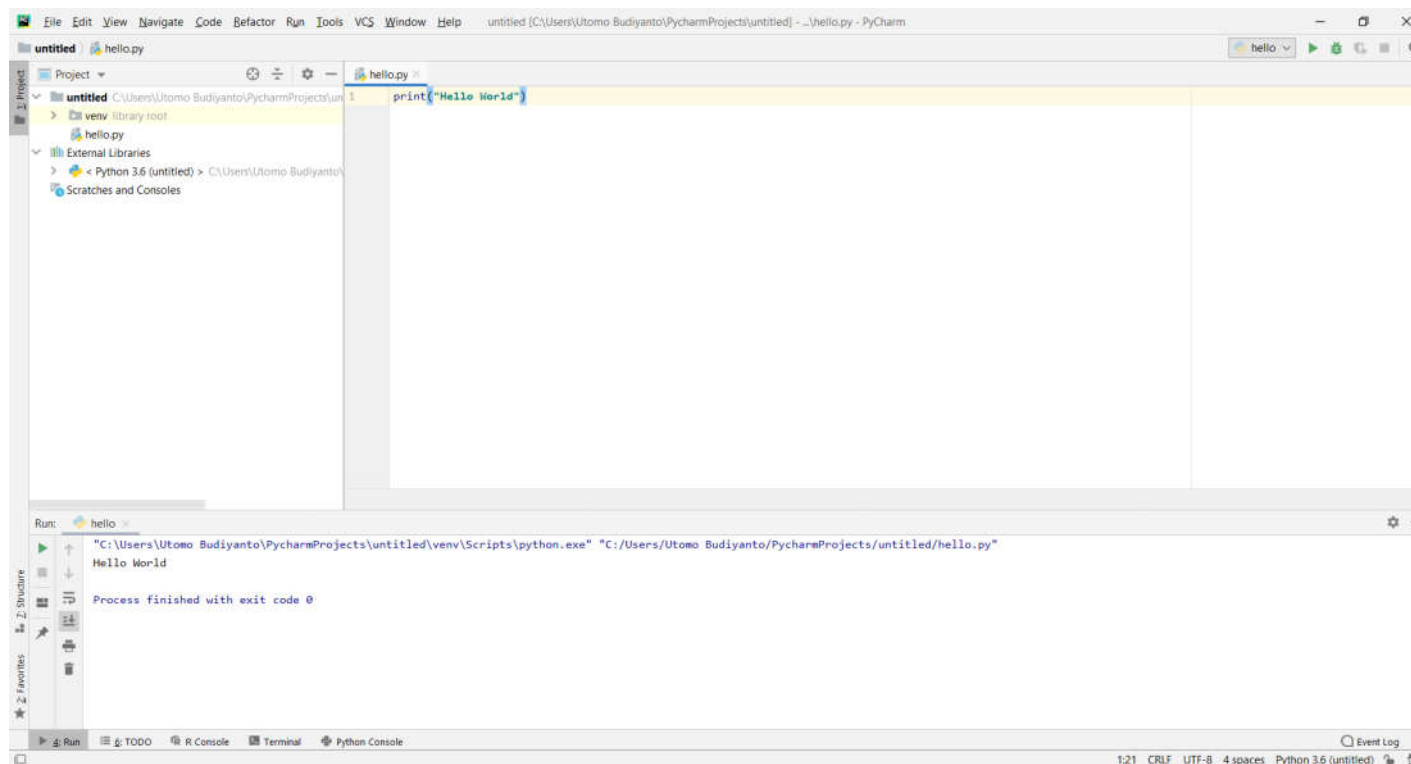 File Edit View Navigate Code Refactor Run Tools VCS Window Help untitled [C:\Users\Utomo Budiyanto\PycharmProjects\untitled] - ...\hello.py - PyCharm
untitled hello.py hello
1: Project
Project hello.py
untitled C:\Users\Utomo Budiyanto\PycharmProjects\un 1 print("Hello World")
venv library root
hello.py
External Libraries
< Python 3.6 (untitled) > C:\Users\Utomo Budiyanto\
Scratches and Consoles
Run: hello
"C:\Users\Utomo Budiyanto\PycharmProjects\untitled\venv\Scripts\python.exe" "C:/Users/Utomo Budiyanto/PycharmProjects/untitled/hello.py"
Hello World
Process finished with exit code 0
Z: Structure
2: Favorites
4: Run 6: TODO R Console Terminal Python Console Event Log
1:21 CRLF UTF-8 4 spaces Python 3.6 (untitled)